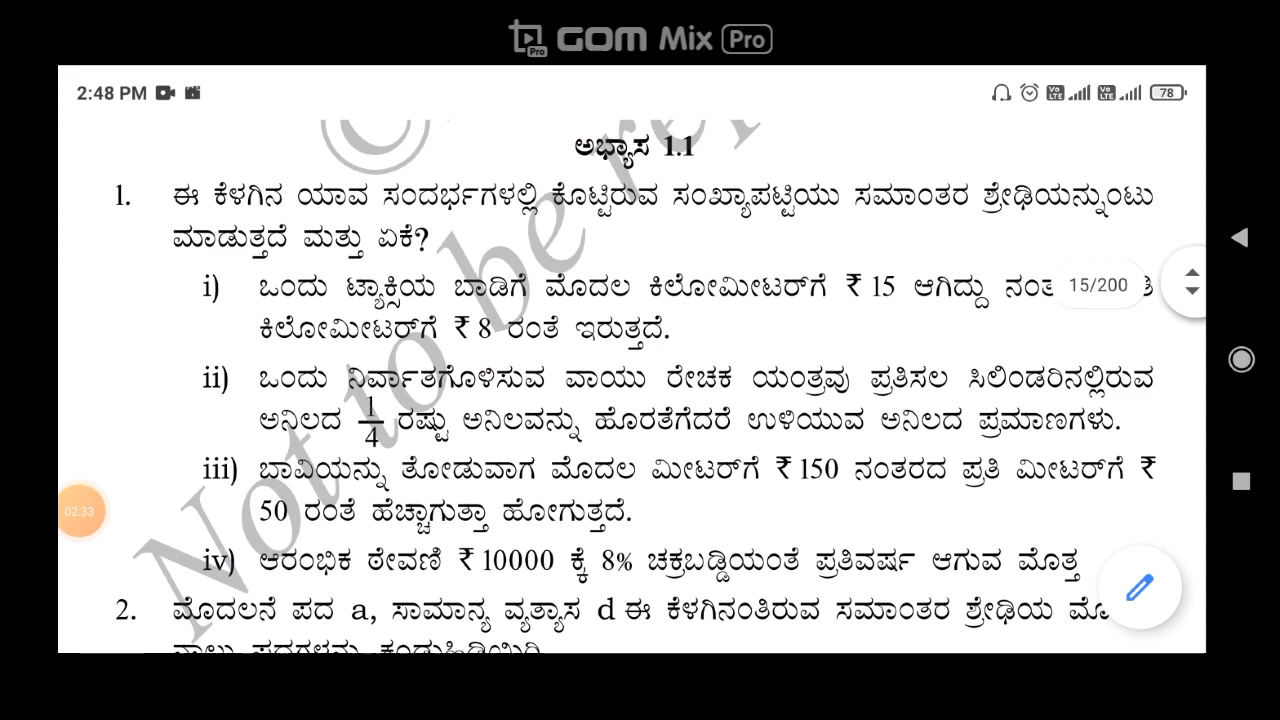 GOM Mix Pro
2:48 PM 78
ಅಭ್ಯಾಸ 1.1
1. ಈ ಕೆಳಗಿನ ಯಾವ ಸಂದರ್ಭಗಳಲ್ಲಿ ಕೊಟ್ಟಿರುವ ಸಂಖ್ಯಾಪಟ್ಟಿಯು ಸಮಾಂತರ ಶ್ರೇಢಿಯನ್ನುಂಟು
ಮಾಡುತ್ತದೆ ಮತ್ತು ಏಕೆ?
i) ಒಂದು ಟ್ಯಾಕ್ಸಿಯ ಬಾಡಿಗೆ ಮೊದಲ ಕಿಲೋಮೀಟರ್‌ಗೆ ₹ 15 ಆಗಿದ್ದು 15/200
ಕಿಲೋಮೀಟರ್‌ಗೆ ₹ 8 ರಂತೆ ಇರುತ್ತದೆ.
ii) ಒಂದು ನಿರ್ವಾತಗೊಳಿಸುವ ವಾಯು ರೇಚಕ ಯಂತ್ರವು ಪ್ರತಿಸಲ ಸಿಲಿಂಡರಿನಲ್ಲಿರುವ
ಅನಿಲದ 1/4 ರಷ್ಟು ಅನಿಲವನ್ನು ಹೊರತೆಗೆದರೆ ಉಳಿಯುವ ಅನಿಲದ ಪ್ರಮಾಣಗಳು.
iii) ಬಾವಿಯನ್ನು ತೋಡುವಾಗ ಮೊದಲ ಮೀಟರ್‌ಗೆ ₹ 150 ನಂತರದ ಪ್ರತಿ ಮೀಟರ್‌ಗೆ ₹
02:33 50 ರಂತೆ ಹೆಚ್ಚಾಗುತ್ತಾ ಹೋಗುತ್ತದೆ.
iv) ಆರಂಭಿಕ ಠೇವಣಿ ₹ 10000 ಕ್ಕೆ 8% ಚಕ್ರಬಡ್ಡಿಯಂತೆ ಪ್ರತಿವರ್ಷ ಆಗುವ ಮೊತ್ತ
2. ಮೊದಲನೆ ಪದ a, ಸಾಮಾನ್ಯ ವ್ಯತ್ಯಾಸ d ಈ ಕೆಳಗಿನಂತಿರುವ ಸಮಾಂತರ ಶ್ರೇಢಿಯ
Not to be